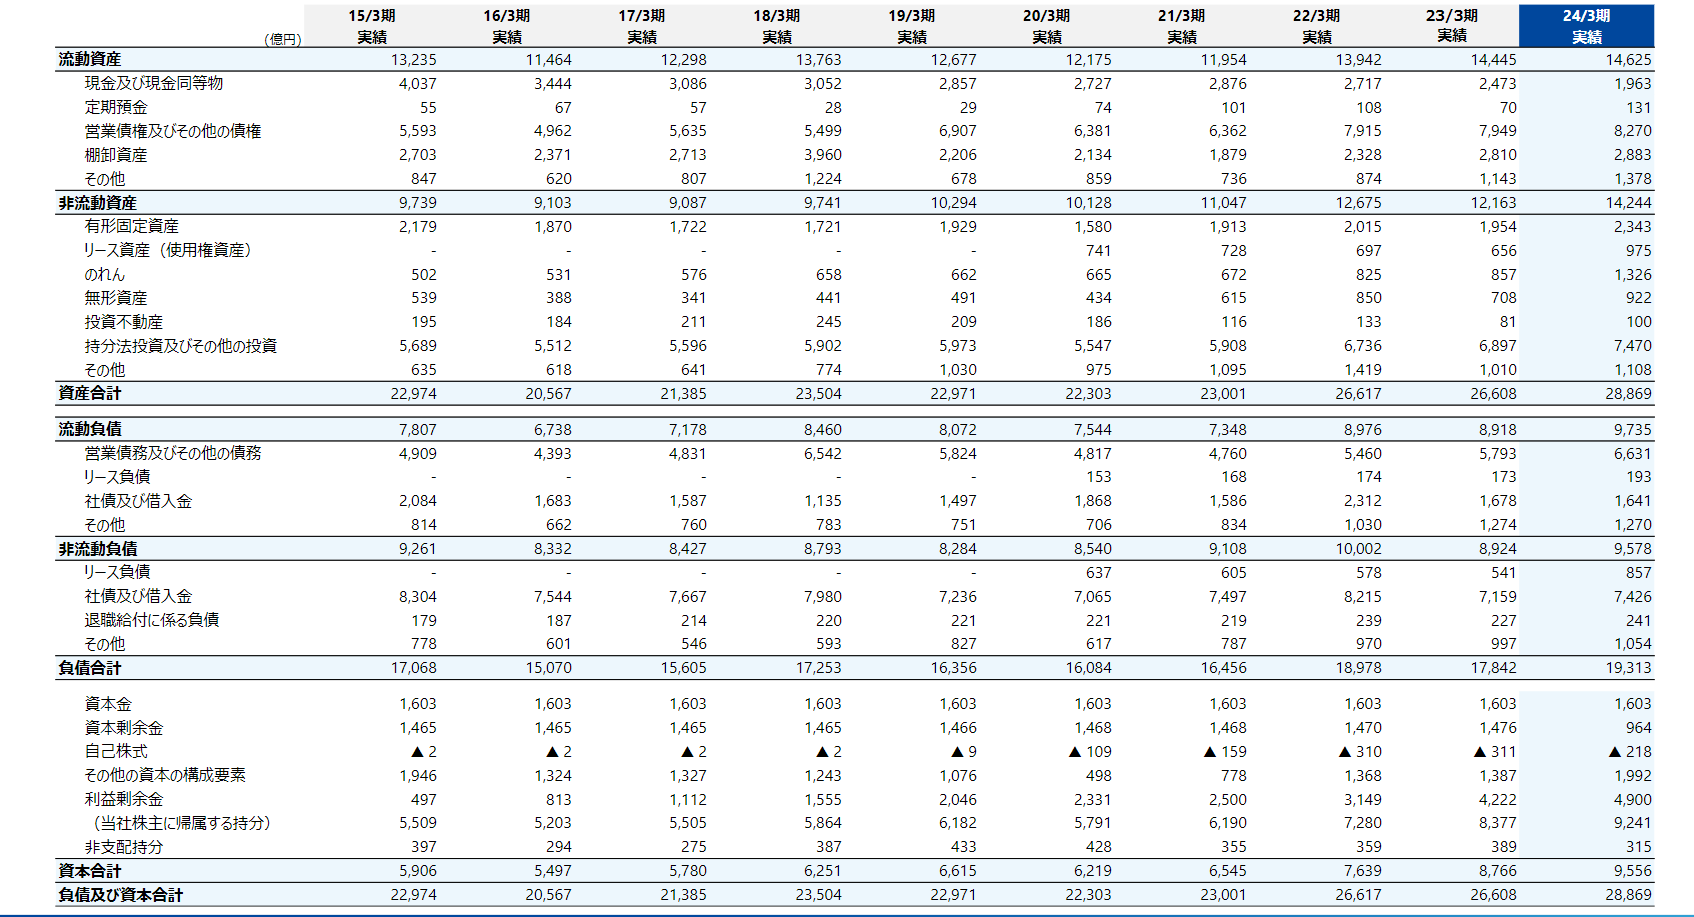 15/3期 16/3期 17/3期 18/3期 19/3期 20/3期 21/3期 22/3期 23/3期 24/3期
(億円) 実績 実績 実績 実績 実績 実績 実績 実績 実績 実績
流動資産 13,235 11,464 12,298 13,763 12,677 12,175 11,954 13,942 14,445 14,625
現金及び現金同等物 4,037 3,444 3,086 3,052 2,857 2,727 2,876 2,717 2,473 1,963
定期預金 55 67 57 28 29 74 101 108 70 131
営業債権及びその他の債権 5,593 4,962 5,635 5,499 6,907 6,381 6,362 7,915 7,949 8,270
棚卸資産 2,703 2,371 2,713 3,960 2,206 2,134 1,879 2,328 2,810 2,883
その他 847 620 807 1,224 678 859 736 874 1,143 1,378
非流動資産 9,739 9,103 9,087 9,741 10,294 10,128 11,047 12,675 12,163 14,244
有形固定資産 2,179 1,870 1,722 1,721 1,929 1,580 1,913 2,015 1,954 2,343
リース資産（使用権資産） - - - - - 741 728 697 656 975
のれん 502 531 576 658 662 665 672 825 857 1,326
無形資産 539 388 341 441 491 434 615 850 708 922
投資不動産 195 184 211 245 209 186 116 133 81 100
持分法投資及びその他の投資 5,689 5,512 5,596 5,902 5,973 5,547 5,908 6,736 6,897 7,470
その他 635 618 641 774 1,030 975 1,095 1,419 1,010 1,108
資産合計 22,974 20,567 21,385 23,504 22,971 22,303 23,001 26,617 26,608 28,869
流動負債 7,807 6,738 7,178 8,460 8,072 7,544 7,348 8,976 8,918 9,735
営業債務及びその他の債務 4,909 4,393 4,831 6,542 5,824 4,817 4,760 5,460 5,793 6,631
リース負債 - - - - - 153 168 174 173 193
社債及び借入金 2,084 1,683 1,587 1,135 1,497 1,868 1,586 2,312 1,678 1,641
その他 814 662 760 783 751 706 834 1,030 1,274 1,270
非流動負債 9,261 8,332 8,427 8,793 8,284 8,540 9,108 10,002 8,924 9,578
リース負債 - - - - - 637 605 578 541 857
社債及び借入金 8,304 7,544 7,667 7,980 7,236 7,065 7,497 8,215 7,159 7,426
退職給付に係る負債 179 187 214 220 221 221 219 239 227 241
その他 778 601 546 593 827 617 787 970 997 1,054
負債合計 17,068 15,070 15,605 17,253 16,356 16,084 16,456 18,978 17,842 19,313
資本金 1,603 1,603 1,603 1,603 1,603 1,603 1,603 1,603 1,603 1,603
資本剰余金 1,465 1,465 1,465 1,465 1,466 1,468 1,468 1,470 1,476 964
自己株式 ▲ 2 ▲ 2 ▲ 2 ▲ 2 ▲ 9 ▲ 109 ▲ 159 ▲ 310 ▲ 311 ▲ 218
その他の資本の構成要素 1,946 1,324 1,327 1,243 1,076 498 778 1,368 1,387 1,992
利益剰余金 497 813 1,112 1,555 2,046 2,331 2,500 3,149 4,222 4,900
（当社株主に帰属する持分） 5,509 5,203 5,505 5,864 6,182 5,791 6,190 7,280 8,377 9,241
非支配持分 397 294 275 387 433 428 355 359 389 315
資本合計 5,906 5,497 5,780 6,251 6,615 6,219 6,545 7,639 8,766 9,556
負債及び資本合計 22,974 20,567 21,385 23,504 22,971 22,303 23,001 26,617 26,608 28,869